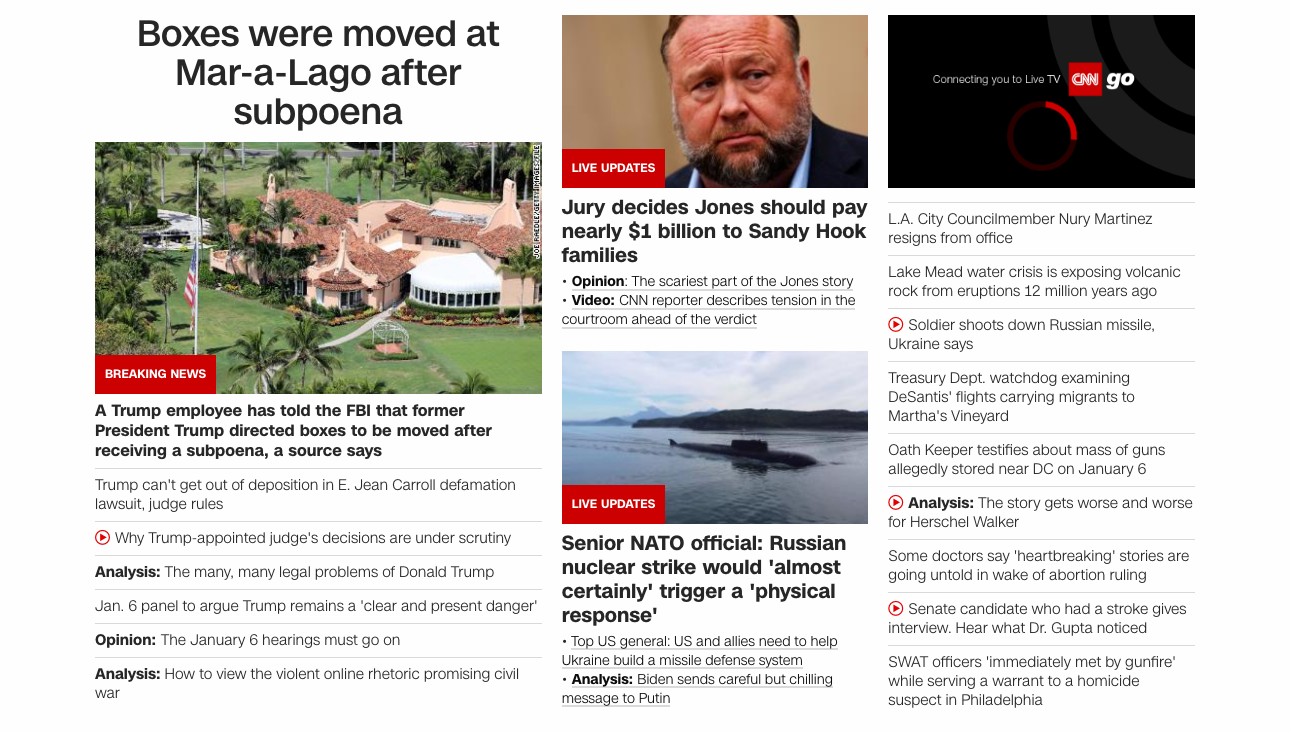 Boxes were moved at
Mar-a-Lago after
subpoena
JOE RAEDLE/GETTY IMAGES/FILE
BREAKING NEWS
A Trump employee has told the FBI that former
President Trump directed boxes to be moved after
receiving a subpoena, a source says
Trump can't get out of deposition in E. Jean Carroll defamation
lawsuit, judge rules
Why Trump-appointed judge's decisions are under scrutiny
Analysis: The many, many legal problems of Donald Trump
Jan. 6 panel to argue Trump remains a 'clear and present danger'
Opinion: The January 6 hearings must go on
Analysis: How to view the violent online rhetoric promising civil
war
LIVE UPDATES
Jury decides Jones should pay
nearly $1 billion to Sandy Hook
families
• Opinion: The scariest part of the Jones story
• Video: CNN reporter describes tension in the
courtroom ahead of the verdict
LIVE UPDATES
Senior NATO official: Russian
nuclear strike would 'almost
certainly' trigger a 'physical
response'
• Top US general: US and allies need to help
Ukraine build a missile defense system
• Analysis: Biden sends careful but chilling
message to Putin
Connecting you to Live TV CNN go
L.A. City Councilmember Nury Martinez
resigns from office
Lake Mead water crisis is exposing volcanic
rock from eruptions 12 million years ago
Soldier shoots down Russian missile,
Ukraine says
Treasury Dept. watchdog examining
DeSantis' flights carrying migrants to
Martha's Vineyard
Oath Keeper testifies about mass of guns
allegedly stored near DC on January 6
Analysis: The story gets worse and worse
for Herschel Walker
Some doctors say 'heartbreaking' stories are
going untold in wake of abortion ruling
Senate candidate who had a stroke gives
interview. Hear what Dr. Gupta noticed
SWAT officers 'immediately met by gunfire'
while serving a warrant to a homicide
suspect in Philadelphia